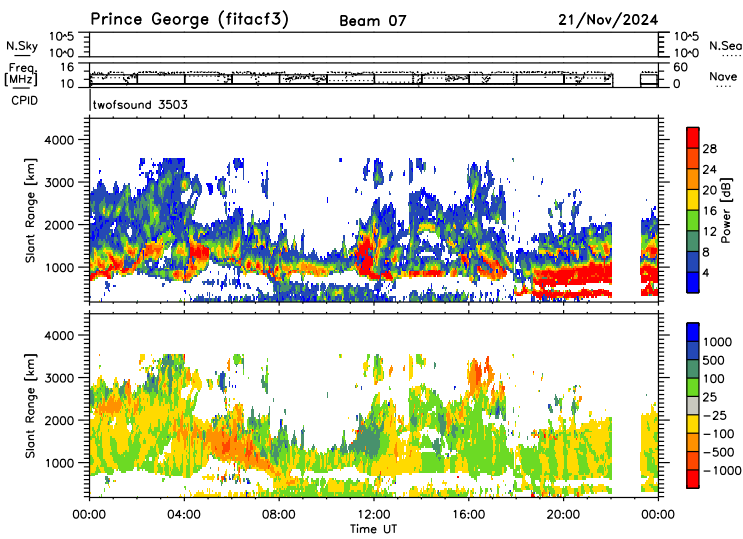 Prince George (fitacf3) Beam 07 21/Nov/2024
N.Sky 10^5 10^5 N.Sea
10^0 10^0
Freq. 16 60 Nave
[MHz] 10 0
CPID twofsound 3503
Slant Range [km]
4000
3000
2000
1000
28
24
20
16
12
8
4
Power [dB]
Slant Range [km]
4000
3000
2000
1000
1000
500
100
25
-25
-100
-500
-1000
00:00 04:00 08:00 12:00 16:00 20:00 00:00
Time UT